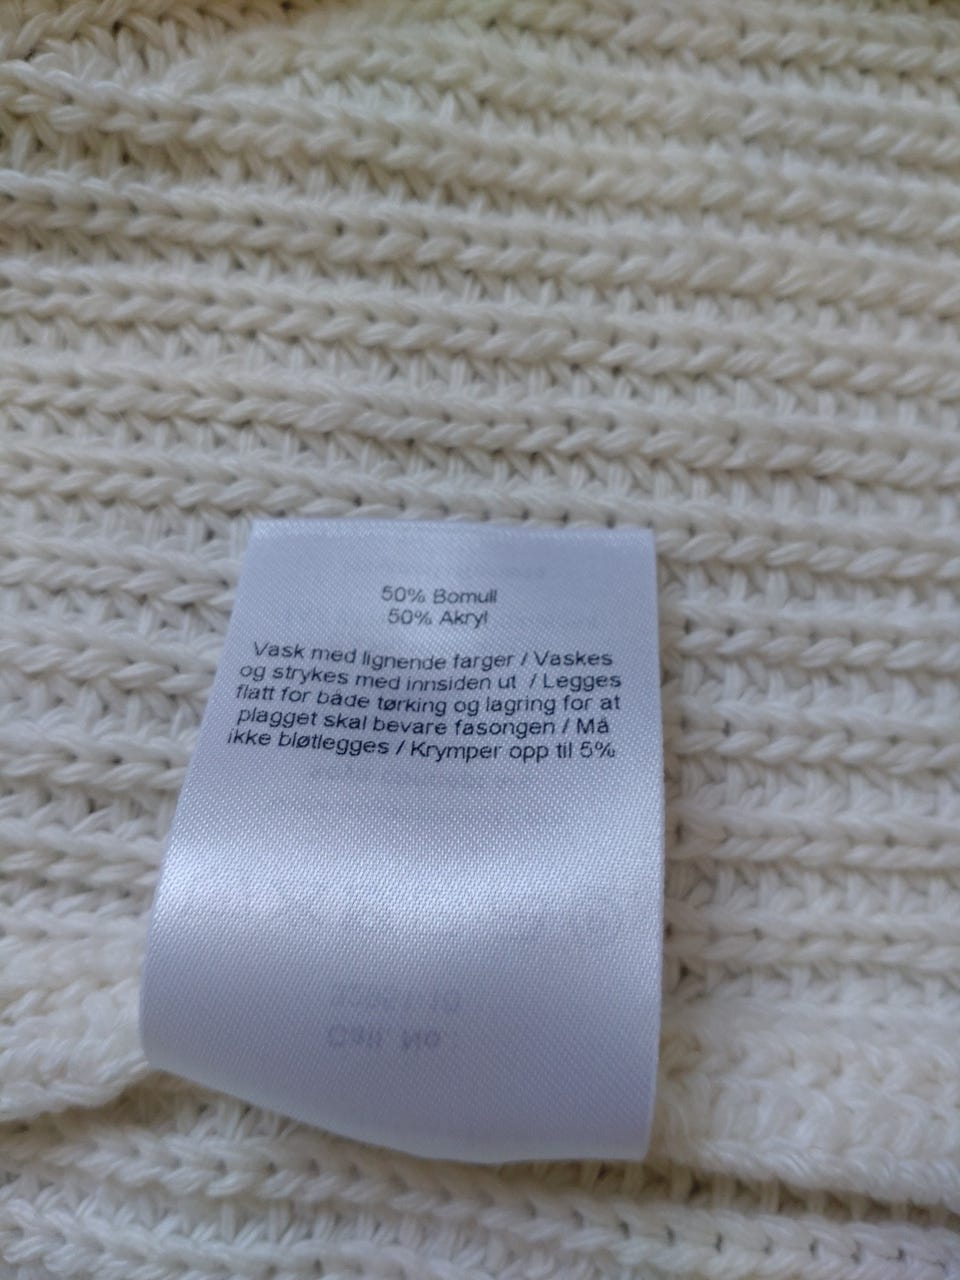 50% Bomull
50% Akryl
Vask med lignende farger / Vaskes
og strykes med innsiden ut / Legges
flatt for både tørking og lagring for at
plagget skal bevare fasongen / Må
ikke bløtlegges / Krymper opp til 5%